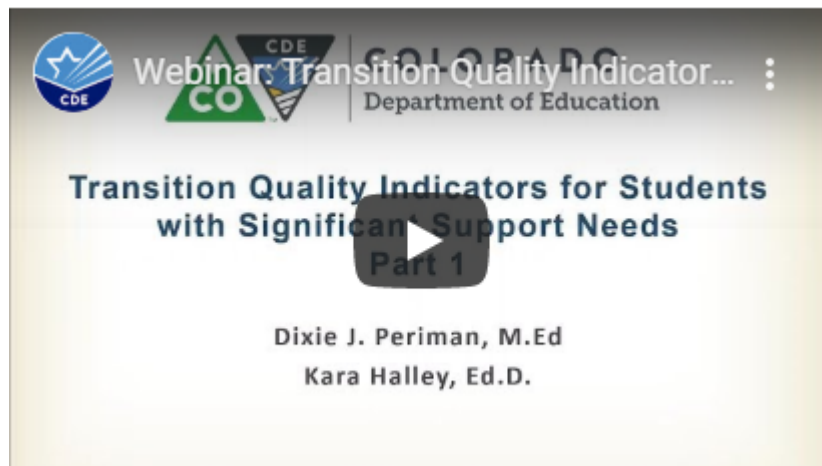 CDE
CDE
CO
COLORADO
Webinar: Transition Quality Indicator...
Department of Education
Transition Quality Indicators for Students
with Significant Support Needs
Part 1
Dixie J. Periman, M.Ed
Kara Halley, Ed.D.